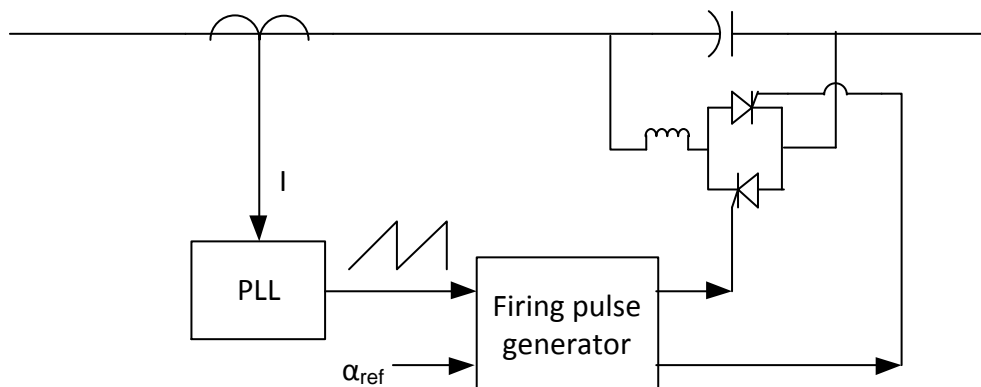 I
PLL
Firing pulse
generator
αref